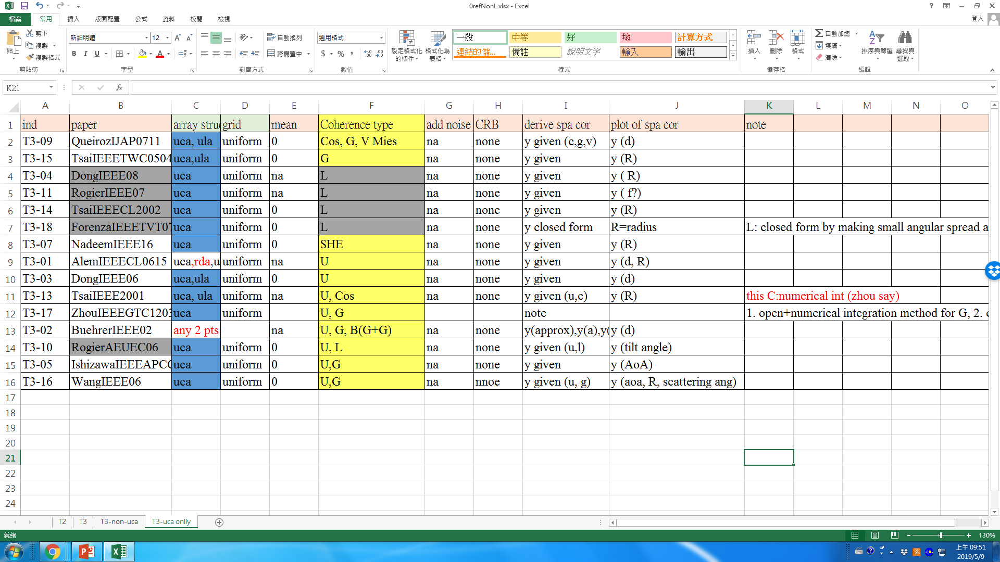 0refNonL.xlsx - Excel
?
檔案 常用 插入 版面配置 公式 資料 校閱 檢視 登入
貼上 剪下 複製 複製格式 剪貼簿
新細明體 12 B I U 字型
自動換列 跨欄置中 對齊方式
通用格式 $ % , 數值
設定格式化的條件 格式化為表格
一般 中等 好 壞 計算方式
連結的儲... 備註 說明文字 輸入 輸出
樣式
插入 刪除 格式 儲存格
自動加總 填滿 清除 排序與篩選 尋找與選取 編輯
K21 fx
A B C D E F G H I J K L M N O
1 ind paper array stru grid mean Coherence type add noise CRB derive spa cor plot of spa cor note
2 T3-09 QueirozIJAP0711 uca, ula uniform 0 Cos, G, V Mies na none y given (c,g,v) y (d)
3 T3-15 TsaiIEEETWC0504 uca,ula uniform 0 G na none y given y (R)
4 T3-04 DongIEEE08 uca uniform na L na none y given y ( R)
5 T3-11 RogierIEEE07 uca uniform na L na none y given y ( f?)
6 T3-14 TsaiIEEECL2002 uca uniform 0 L na none y given y (R)
7 T3-18 ForenzaIEEETVT07 uca uniform 0 L na none y closed form R=radius L: closed form by making small angular spread a
8 T3-07 NadeemIEEE16 uca uniform 0 SHE na none y given y (R)
9 T3-01 AlemIEEECL0615 uca,rda,u uniform na U na none y given y (d, R)
10 T3-03 DongIEEE06 uca,ula uniform 0 U na none y given y (d)
11 T3-13 TsaiIEEE2001 uca, ula uniform na U, Cos na none y given (u,c) y (R) this C:numerical int (zhou say)
12 T3-17 ZhouIEEEGTC1203 uca uniform U, G note 1. open+numerical integration method for G, 2. c
13 T3-02 BuehrerIEEE02 any 2 pts na U, G, B(G+G) na none y(approx),y(a),y( y (d)
14 T3-10 RogierAEUEC06 uca uniform 0 U, L na none y given (u,l) y (tilt angle)
15 T3-05 IshizawaIEEEAPCC uca uniform 0 U,G na none y given y (AoA)
16 T3-16 WangIEEE06 uca uniform 0 U,G na nnoe y given (u, g) y (aoa, R, scattering ang)
17
18
19
20
21
22
23
24
T2 T3 T3-non-uca T3-uca onlly
就緒 130%
上午 09:51
2019/5/9